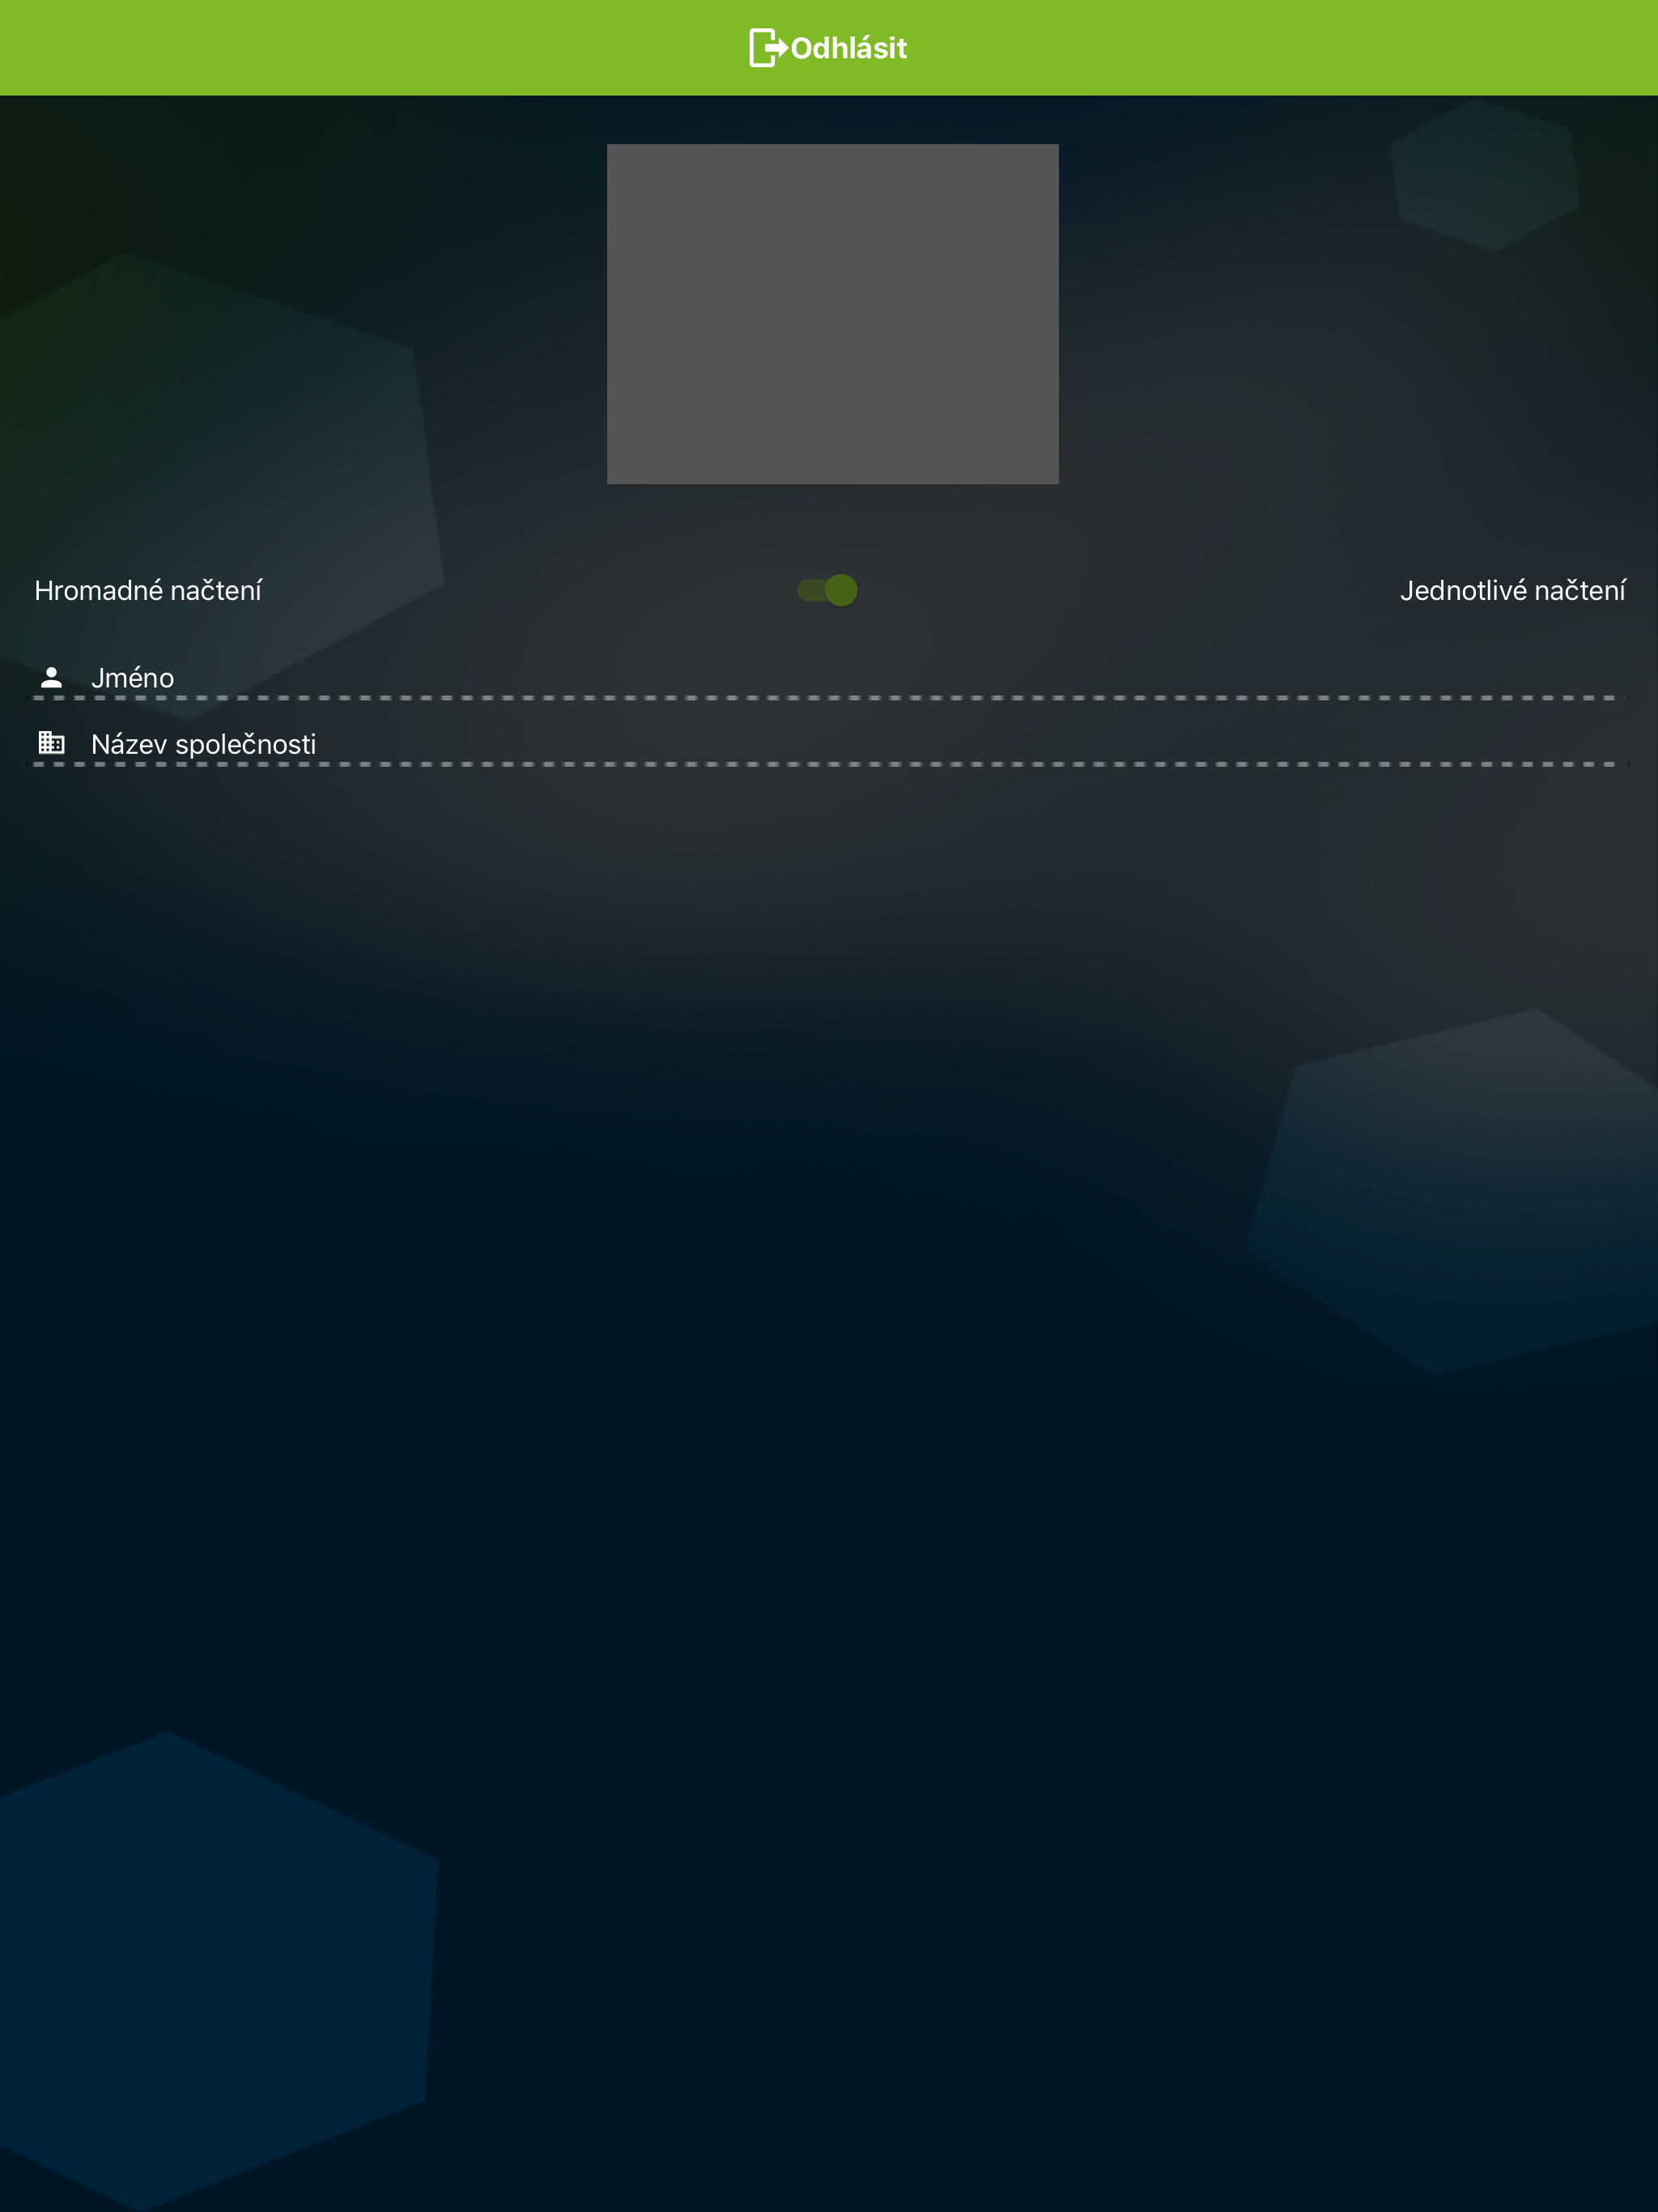 Odhlásit
Hromadné načtení
Jednotlivé načtení
Jméno
Název společnosti